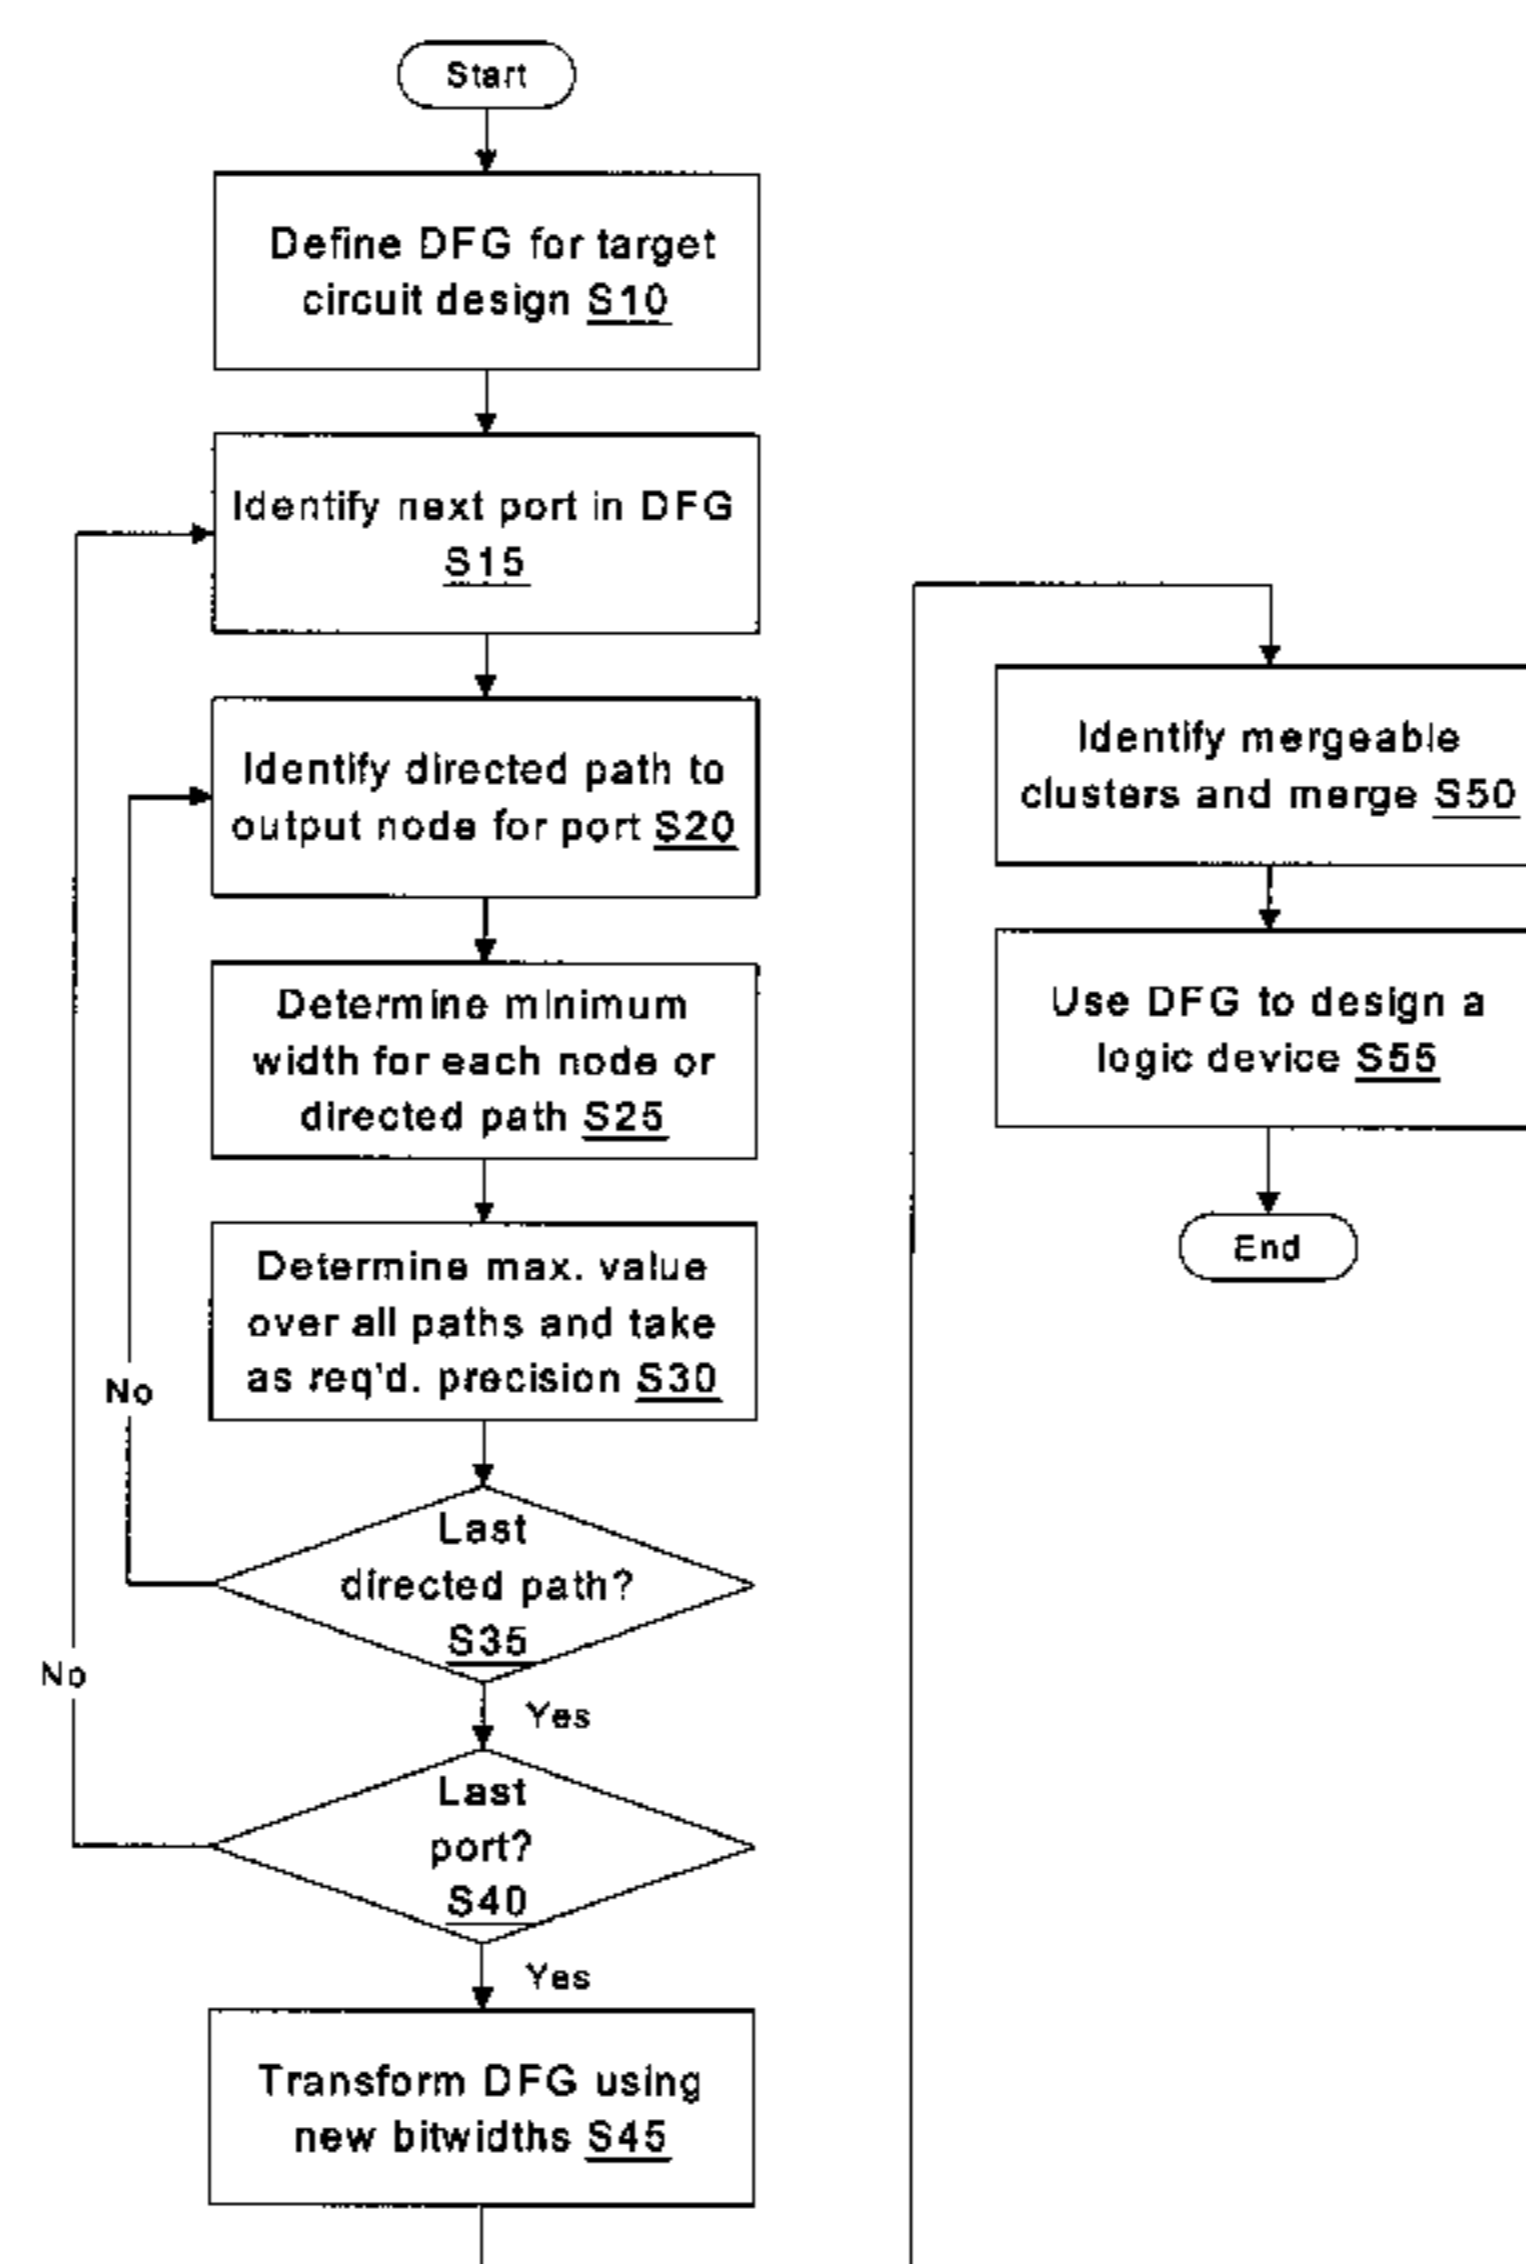 Start
Define DFG for target
circuit design S10
Identify next port in DFG
S15
Identify directed path to
output node for port S20
Determine minimum
width for each node or
directed path S25
Determine max. value
over all paths and take
as req'd. precision S30
No
Last
directed path?
S35
No
Yes
Last
port?
S40
Yes
Transform DFG using
new bitwidths S45
Identify mergeable
clusters and merge S50
Use DFG to design a
logic device S55
End